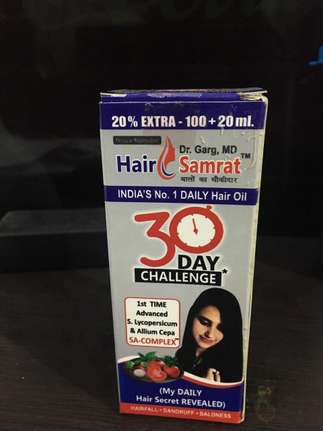 20% EXTRA - 100 + 20 ml.
Dr. Garg, MD
Hair Samrat™
बालों का चौकीदार
INDIA'S No. 1 DAILY Hair Oil
30
DAY
CHALLENGE*
1st TIME
Advanced
S. Lycopersicum
& Allium Cepa
SA-COMPLEX™
(My DAILY
Hair Secret REVEALED)
HAIRFALL • DANDRUFF • BALDNESS